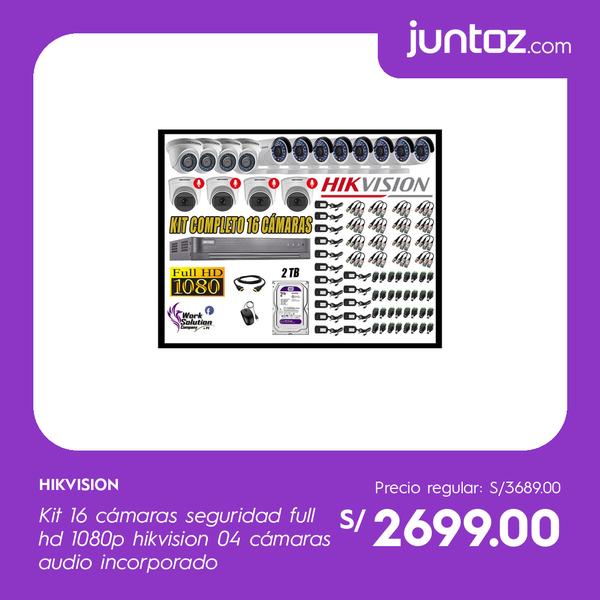 juntoz.com
HIKVISION
KIT COMPLETO 16 CÁMARAS
Full HD
1080
2 TB
Work
Solution
Company
HIKVISION
Precio regular: S/3689.00
Kit 16 cámaras seguridad full
hd 1080p hikvision 04 cámaras
audio incorporado
S/ 2699.00